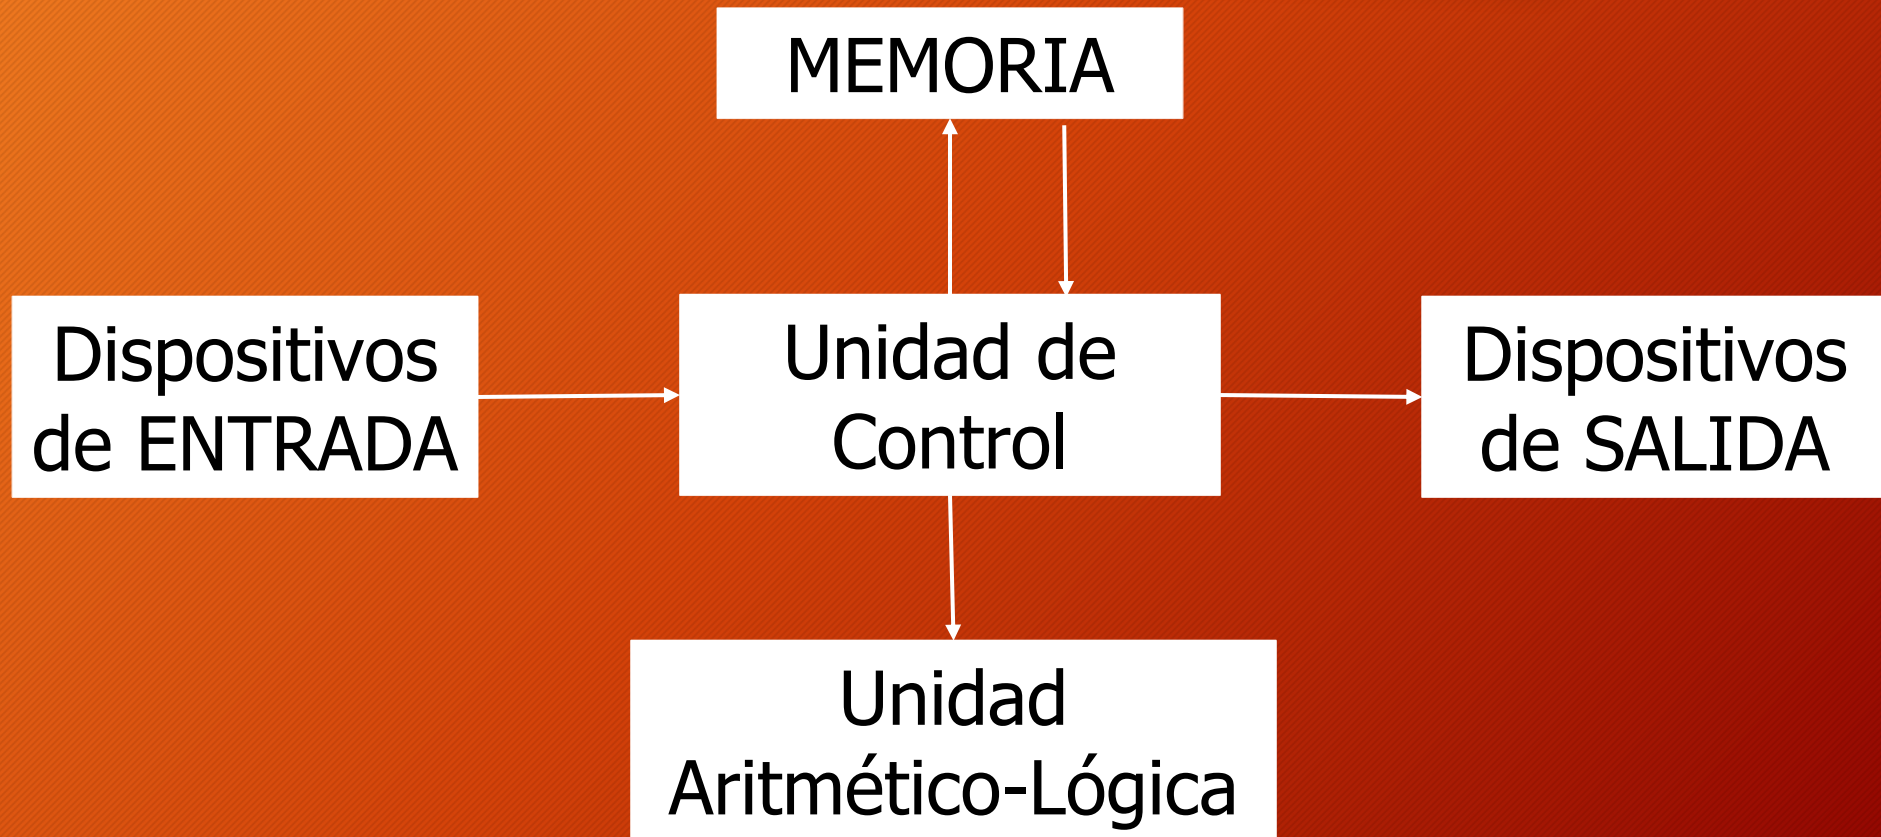 MEMORIA
Dispositivos
de ENTRADA
Unidad de
Control
Dispositivos
de SALIDA
Unidad
Aritmético-Lógica